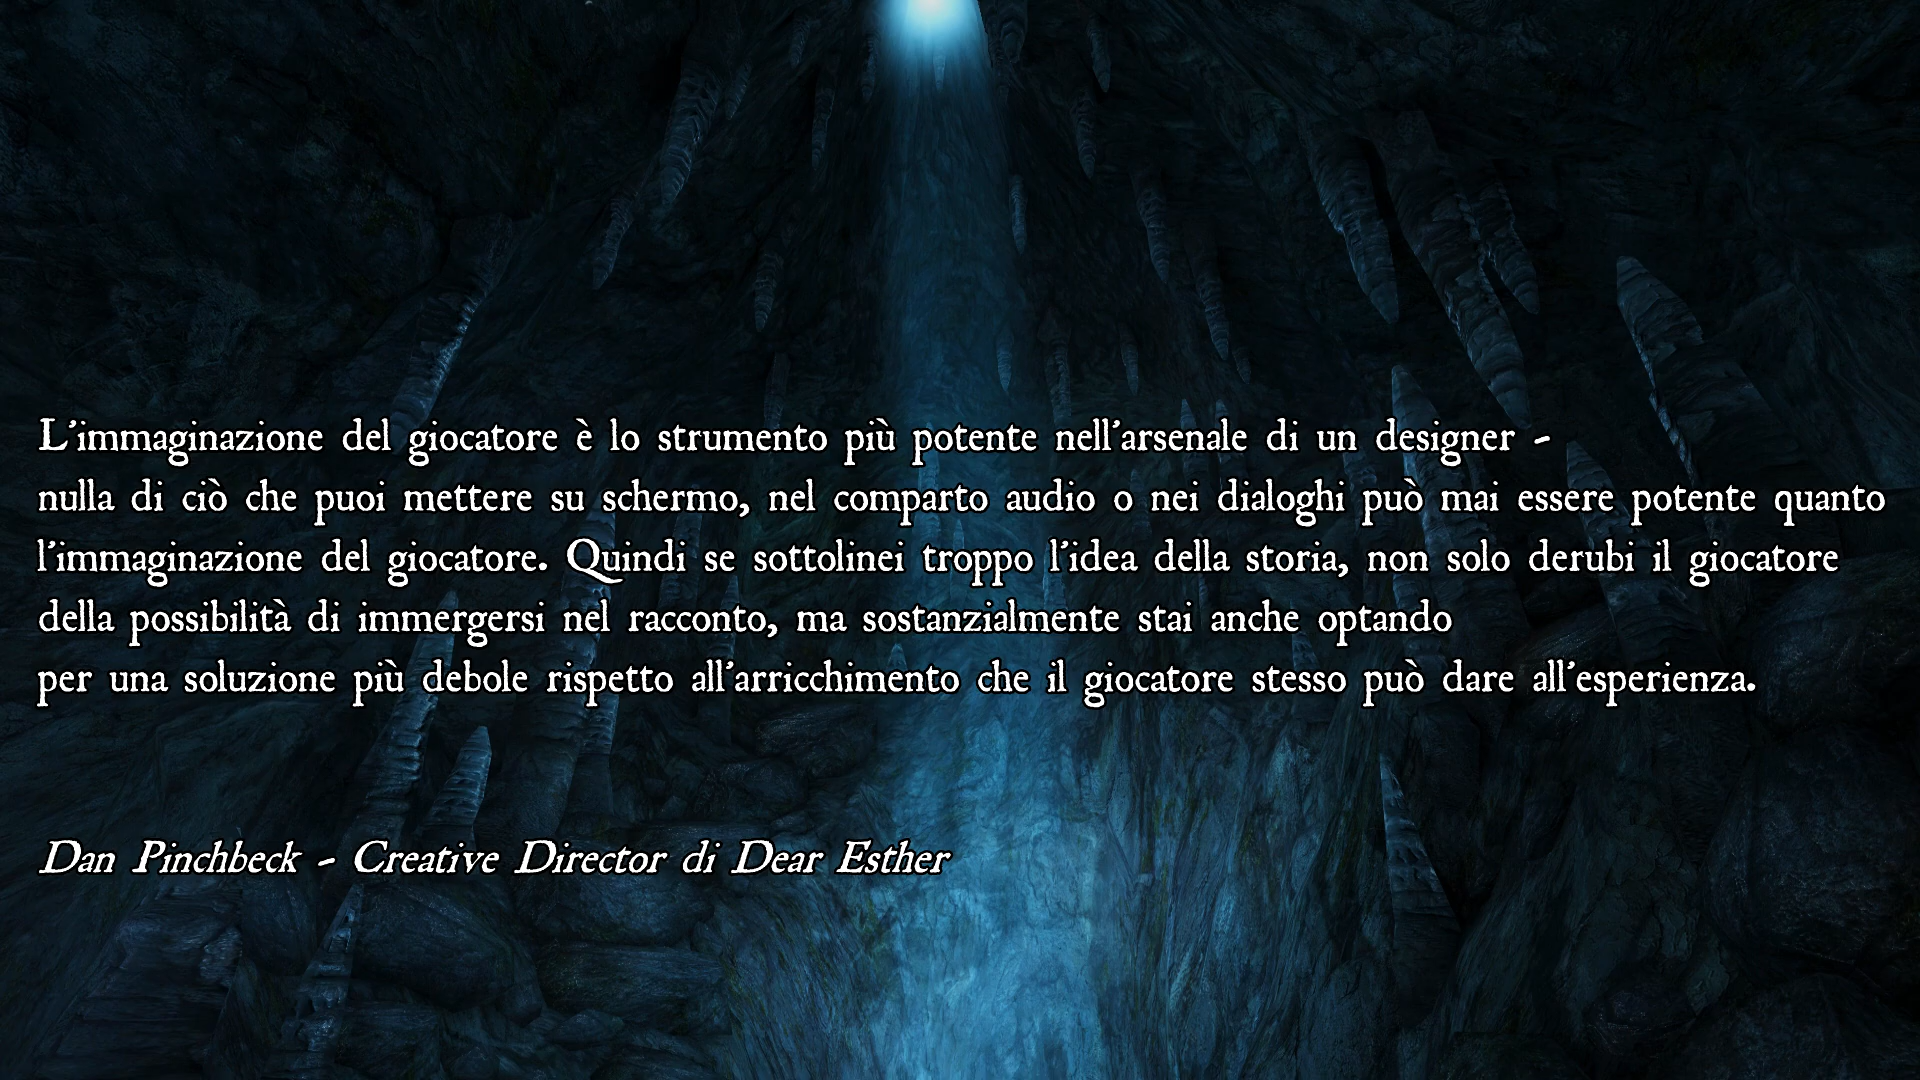 L'immaginazione del giocatore è lo strumento più potente nell'arsenale di un designer -
nulla di ciò che puoi mettere su schermo, nel comparto audio o nei dialoghi può mai essere potente quanto
l'immaginazione del giocatore. Quindi se sottolinei troppo l'idea della storia, non solo derubi il giocatore
della possibilità di immergersi nel racconto, ma sostanzialmente stai anche optando
per una soluzione più debole rispetto all'arricchimento che il giocatore stesso può dare all'esperienza.
Dan Pinchbeck - Creative Director di Dear Esther